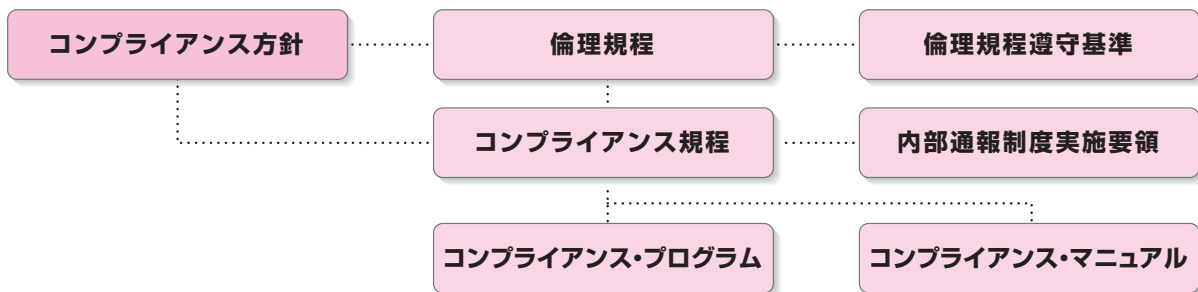 コンプライアンス方針
倫理規程
倫理規程遵守基準
コンプライアンス規程
内部通報制度実施要領
コンプライアンス・プログラム
コンプライアンス・マニュアル